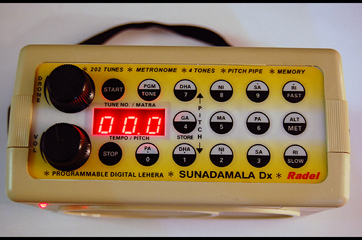 * 202 TUNES * METRONOME * 4 TONES * PITCH PIPE * MEMORY
DRONE
START
PGM TONE
DHA 7
NI 8
SA 9
RI FAST
TUNE NO. / MATRA
000
GA 4
MA 5
PA 6
ALT MET
PITCH
TEMPO / PITCH
STORE
VOL
STOP
PA 0
DHA 1
NI 2
SA 3
RI SLOW
* PROGRAMMABLE DIGITAL LEHERA * SUNADAMALA Dx * Radel